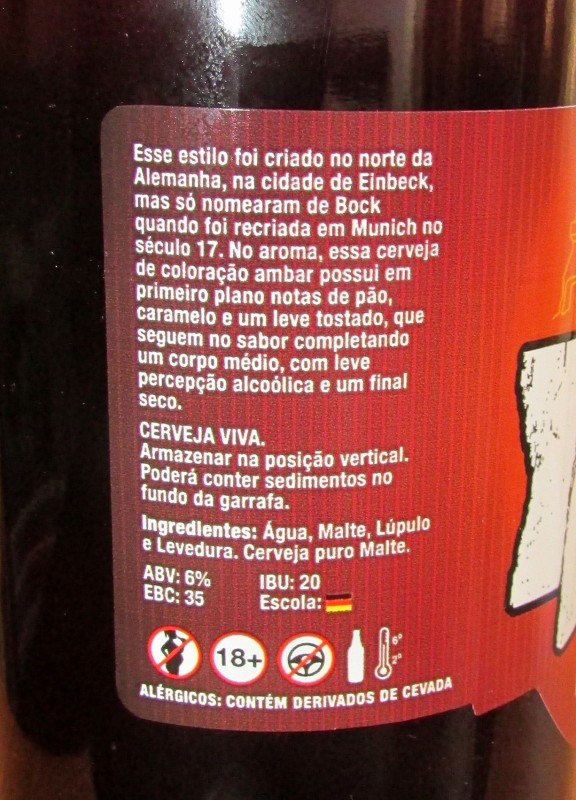 Esse estilo foi criado no norte da
Alemanha, na cidade de Einbeck,
mas só nomearam de Bock
quando foi recriada em Munich no
século 17. No aroma, essa cerveja
de coloração ambar possui em
primeiro plano notas de pão,
caramelo e um leve tostado, que
seguem no sabor completando
um corpo médio, com leve
percepção alcoólica e um final
seco.
CERVEJA VIVA.
Armazenar na posição vertical.
Poderá conter sedimentos no
fundo da garrafa.
Ingredientes: Água, Malte, Lúpulo
e Levedura. Cerveja puro Malte.
ABV: 6% IBU: 20
EBC: 35 Escola:
18+ 6º
2º
ALÉRGICOS: CONTÉM DERIVADOS DE CEVADA